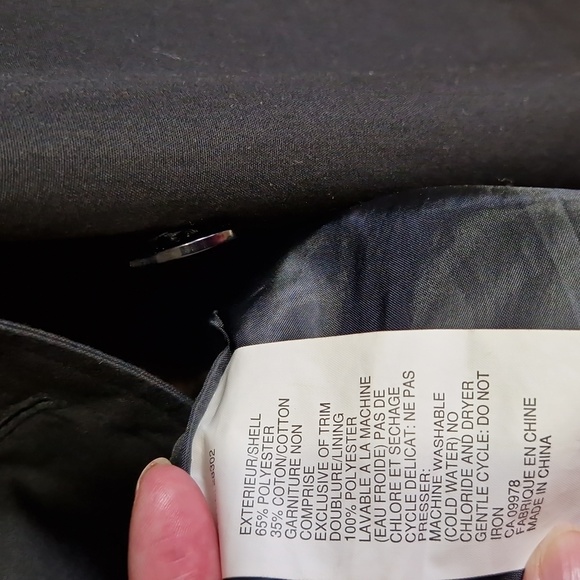 EXTERIEUR/SHELL
65% POLYESTER
35% COTON/COTTON
GARNITURE NON
COMPRISE
EXCLUSIVE OF TRIM
DOUBLURE/LINING
100% POLYESTER
LAVABLE A LA MACHINE
(EAU FROIDE) PAS DE
CHLORE ET SECHAGE
CYCLE DELICAT: NE PAS
PRESSER:
MACHINE WASHABLE
(COLD WATER) NO
CHLORIDE AND DRYER
GENTLE CYCLE: DO NOT
IRON
CA 09978
FABRIQUE EN CHINE
MADE IN CHINA